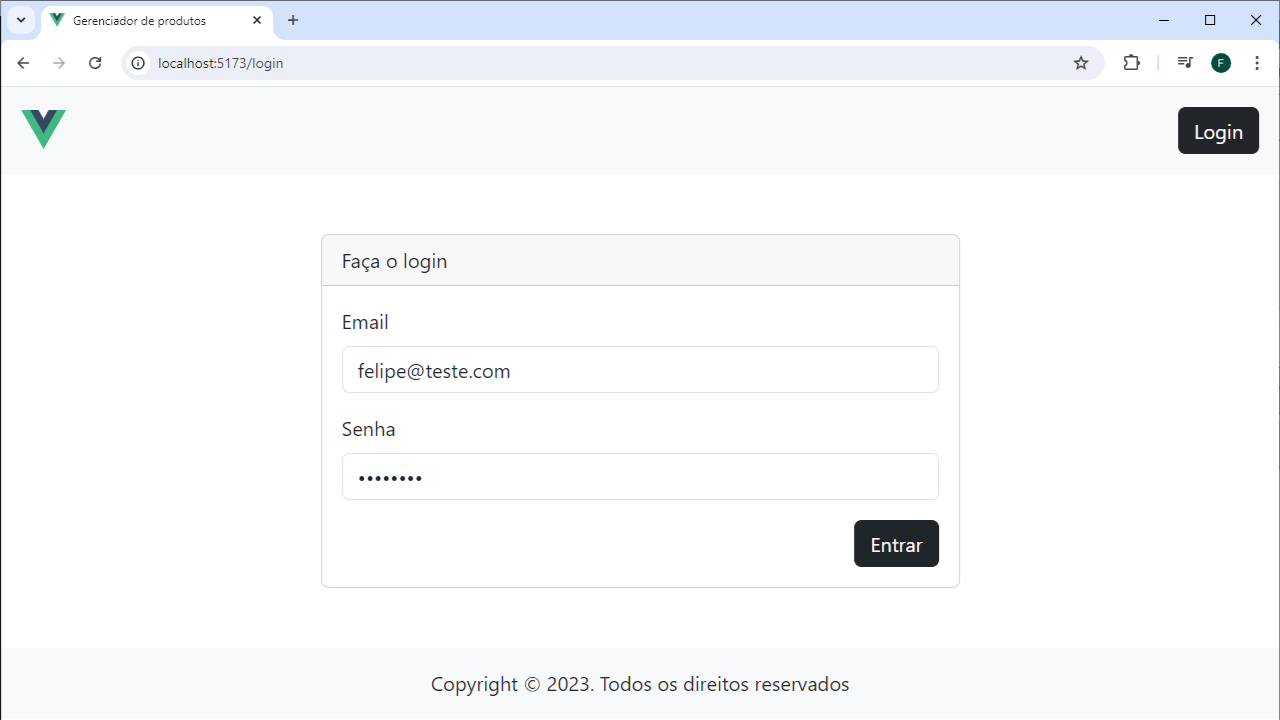 Gerenciador de produtos
localhost:5173/login
F
Login
Faça o login
Email
felipe@teste.com
Senha
••••••••
Entrar
Copyright © 2023. Todos os direitos reservados